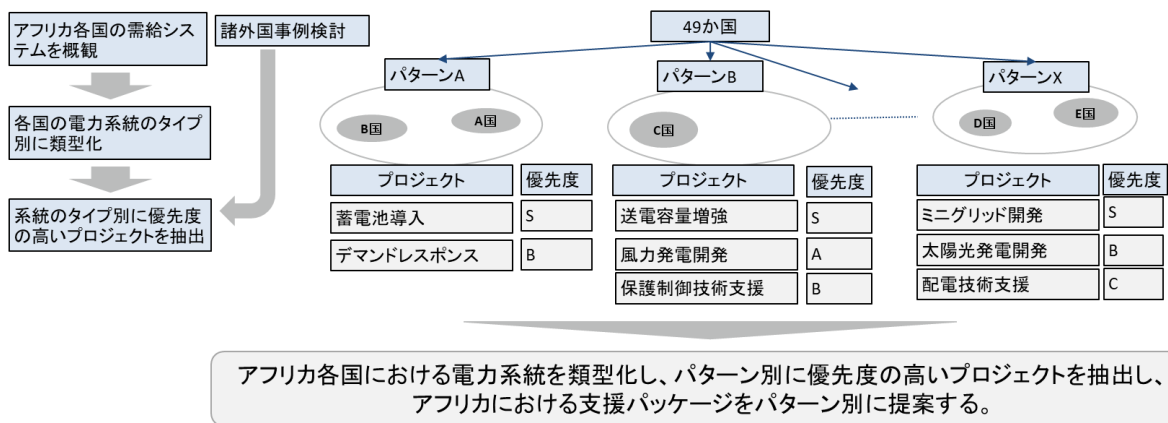 アフリカ各国の需給シス
テムを概観
諸外国事例検討
各国の電力系統のタイプ
別に類型化
系統のタイプ別に優先度
の高いプロジェクトを抽出
49か国
パターンA
パターンB
パターンX
B国
A国
C国
D国
E国
プロジェクト
優先度
蓄電池導入
S
デマンドレスポンス
B
プロジェクト
優先度
送電容量増強
S
風力発電開発
A
保護制御技術支援
B
プロジェクト
優先度
ミニグリッド開発
S
太陽光発電開発
B
配電技術支援
C
アフリカ各国における電力系統を類型化し、パターン別に優先度の高いプロジェクトを抽出し、
アフリカにおける支援パッケージをパターン別に提案する。